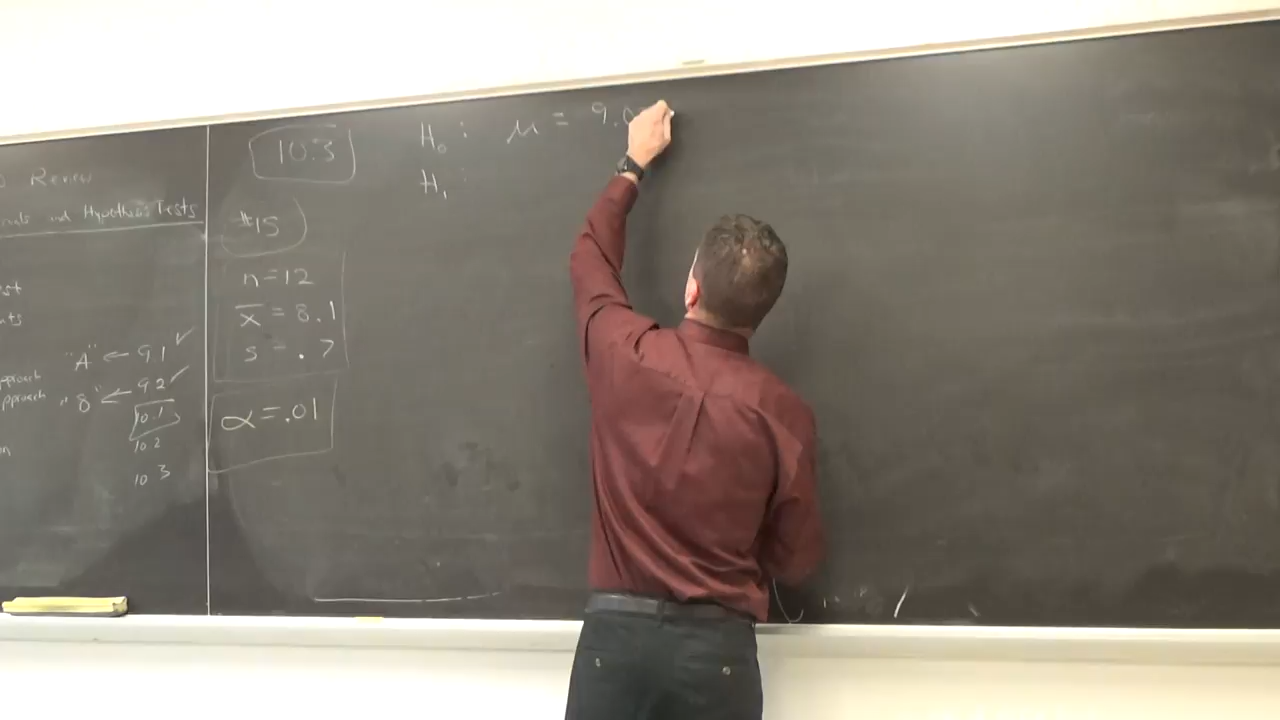 Review
and Hypothesis Tests
"A" ← 9.1 ✓
"B" ← 9.2 ✓
10.1
10.2
10.3
10.3
#15
n=12
x̄ = 8.1
s = .7
α = .01
H₀ : μ = 9.0
H₁ :